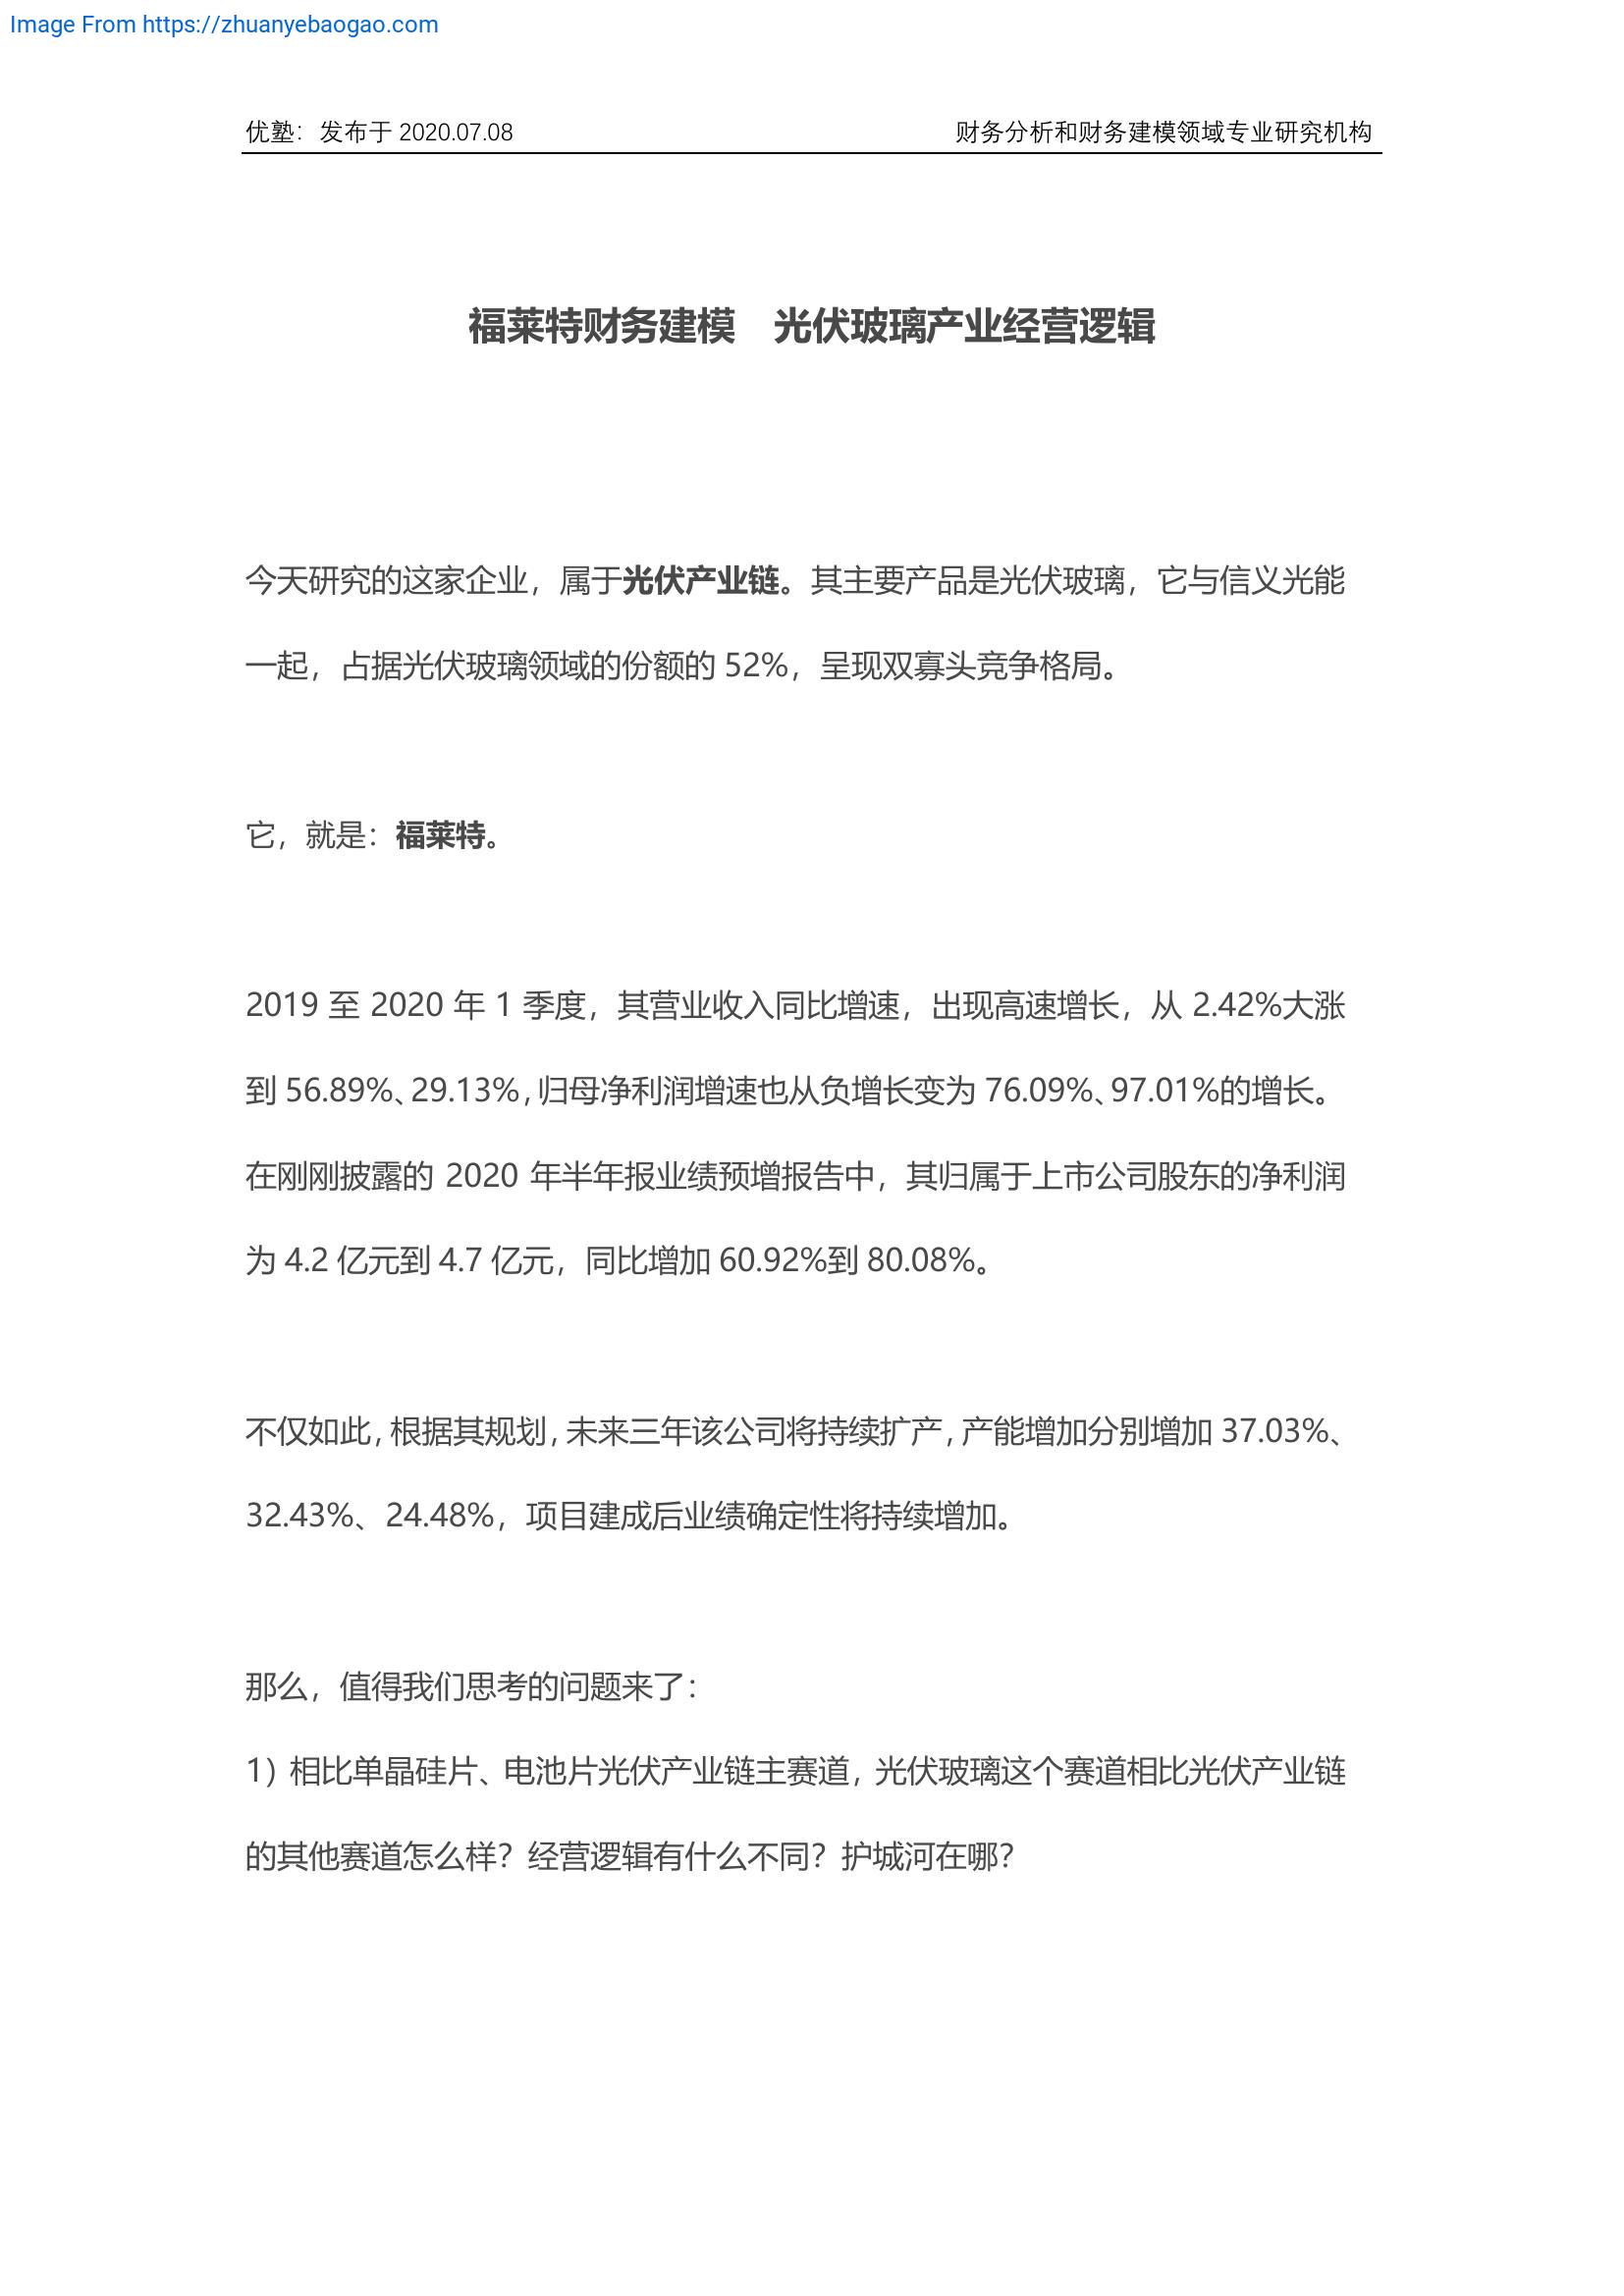 Image From https://zhuanyebaogao.com
优塾：发布于 2020.07.08 财务分析和财务建模领域专业研究机构
福莱特财务建模　光伏玻璃产业经营逻辑
今天研究的这家企业，属于光伏产业链。其主要产品是光伏玻璃，它与信义光能
一起，占据光伏玻璃领域的份额的 52%，呈现双寡头竞争格局。
它，就是：福莱特。
2019 至 2020 年 1 季度，其营业收入同比增速，出现高速增长，从 2.42%大涨
到 56.89%、29.13%，归母净利润增速也从负增长变为 76.09%、97.01%的增长。
在刚刚披露的 2020 年半年报业绩预增报告中，其归属于上市公司股东的净利润
为 4.2 亿元到 4.7 亿元，同比增加 60.92%到 80.08%。
不仅如此，根据其规划，未来三年该公司将持续扩产，产能增加分别增加 37.03%、
32.43%、24.48%，项目建成后业绩确定性将持续增加。
那么，值得我们思考的问题来了：
1）相比单晶硅片、电池片光伏产业链主赛道，光伏玻璃这个赛道相比光伏产业链
的其他赛道怎么样？经营逻辑有什么不同？护城河在哪？